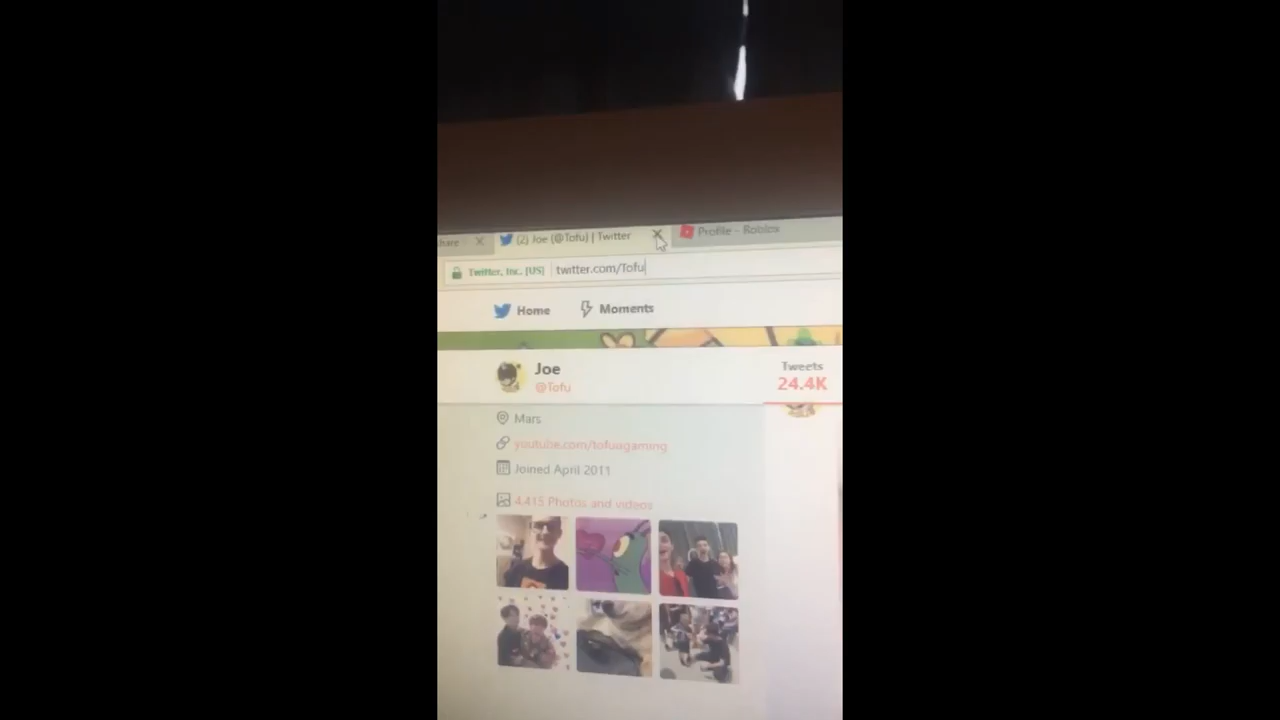 hare
(2) Joe (@Tofu) | Twitter
Profile - Roblox
Twitter, Inc. [US]
twitter.com/Tofu
Home
Moments
Joe
@Tofu
Tweets
24.4K
Mars
youtube.com/tofuugaming
Joined April 2011
4,415 Photos and videos